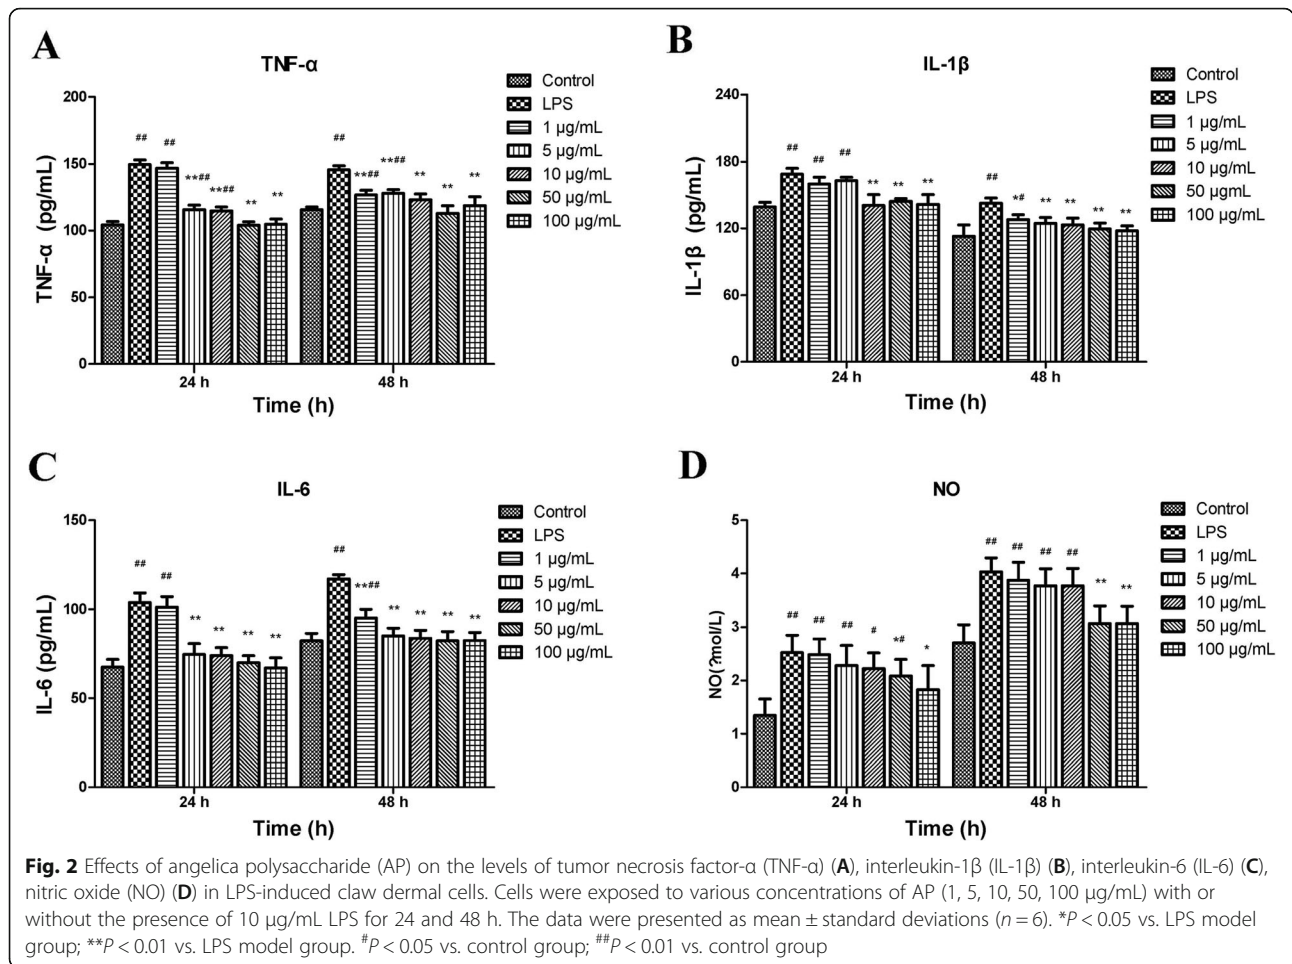 A
TNF-α
TNF-α (pg/mL)
200
150
100
50
0
## ## **## **## ** **
## **## **## ** ** **
24 h 48 h
Time (h)
Control
LPS
1 µg/mL
5 µg/mL
10 µg/mL
50 µg/mL
100 µg/mL
B
IL-1β
IL-1β (pg/mL)
240
180
120
60
0
## ## ## ** ** **
## *# ** ** ** **
24 h 48 h
Time (h)
Control
LPS
1 µg/mL
5 µg/mL
10 µg/mL
50 µgmL
100 µg/mL
C
IL-6
IL-6 (pg/mL)
150
100
50
0
## ## ** ** ** **
## **## ** ** ** **
24 h 48 h
Time (h)
Control
LPS
1 µg/mL
5 µg/mL
10 µg/mL
50 µg/mL
100 µg/mL
D
NO
NO(?mol/L)
5
4
3
2
1
0
## ## ## # *# *
## ## ## ## ** **
24 h 48 h
Time (h)
Control
LPS
1 µg/mL
5 µg/mL
10 µg/mL
50 µg/mL
100 µg/mL
Fig. 2 Effects of angelica polysaccharide (AP) on the levels of tumor necrosis factor-α (TNF-α) (A), interleukin-1β (IL-1β) (B), interleukin-6 (IL-6) (C),
nitric oxide (NO) (D) in LPS-induced claw dermal cells. Cells were exposed to various concentrations of AP (1, 5, 10, 50, 100 µg/mL) with or
without the presence of 10 µg/mL LPS for 24 and 48 h. The data were presented as mean ± standard deviations (n = 6). *P < 0.05 vs. LPS model
group; **P < 0.01 vs. LPS model group. #P < 0.05 vs. control group; ##P < 0.01 vs. control group